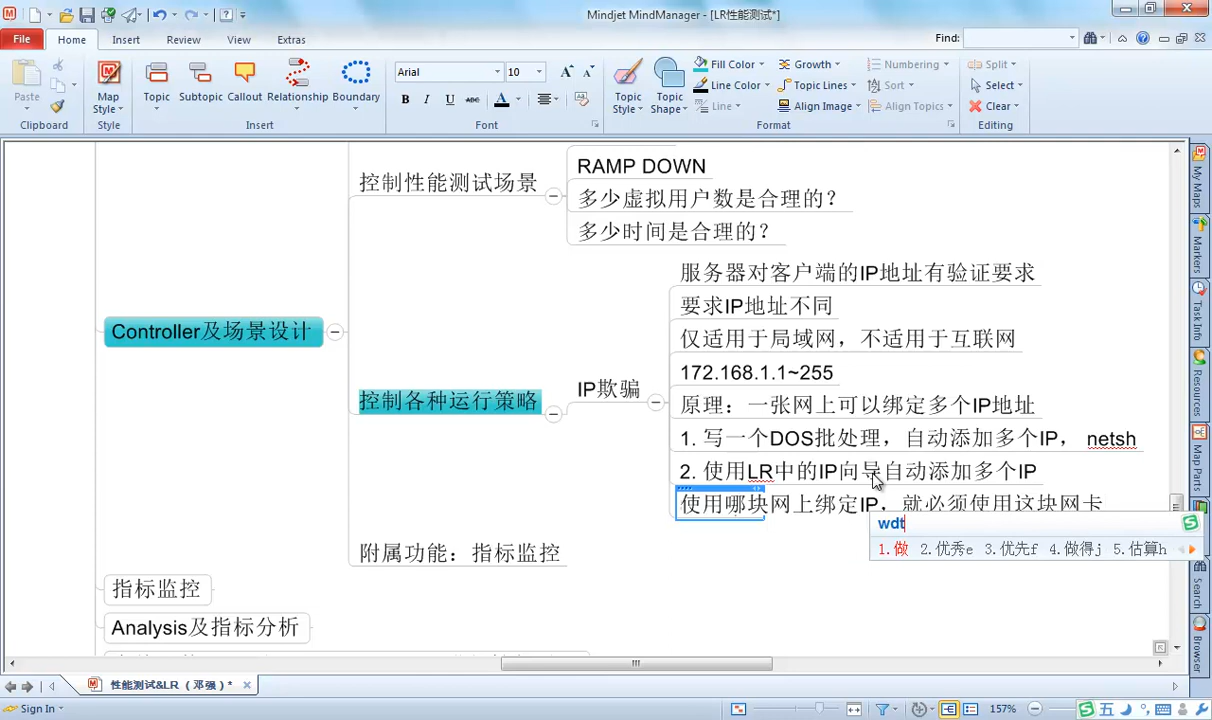 Mindjet MindManager - [LR性能测试*]
File
Home
Insert
Review
View
Extras
Find:
Paste
Clipboard
Map Style
Style
Topic
Subtopic
Callout
Relationship
Boundary
Insert
Arial
10
B
I
U
abc
A
Font
Topic Style
Topic Shape
Fill Color
Line Color
Line
Growth
Topic Lines
Align Image
Numbering
Sort
Align Topics
Format
Split
Select
Clear
Editing
控制性能测试场景
RAMP DOWN
多少虚拟用户数是合理的?
多少时间是合理的?
Controller及场景设计
控制各种运行策略
IP欺骗
服务器对客户端的IP地址有验证要求
要求IP地址不同
仅适用于局域网，不适用于互联网
172.168.1.1~255
原理：一张网上可以绑定多个IP地址
1. 写一个DOS批处理，自动添加多个IP， netsh
2. 使用LR中的IP向导自动添加多个IP
使用哪块网上绑定IP，就必须使用这块网卡
wdt
1.做 2.优秀e 3.优先f 4.做得j 5.估算h
附属功能：指标监控
指标监控
Analysis及指标分析
My Maps
Markers
Task Info
Resources
Map Parts
Search
Browser
性能测试&LR （邓强）*
Sign In
157%
五